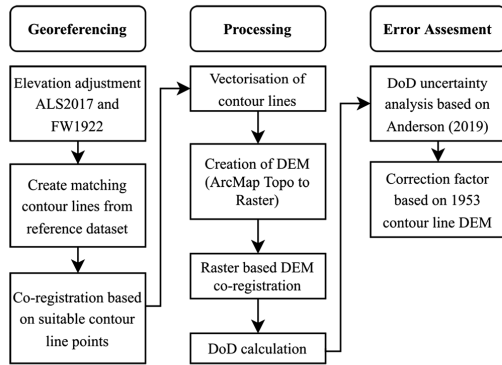 Georeferencing
Elevation adjustment
ALS2017 and
FW1922
Create matching
contour lines from
reference dataset
Co-registration based
on suitable contour
line points
Processing
Vectorisation of
contour lines
Creation of DEM
(ArcMap Topo to
Raster)
Raster based DEM
co-registration
DoD calculation
Error Assesment
DoD uncertainty
analysis based on
Anderson (2019)
Correction factor
based on 1953
contour line DEM